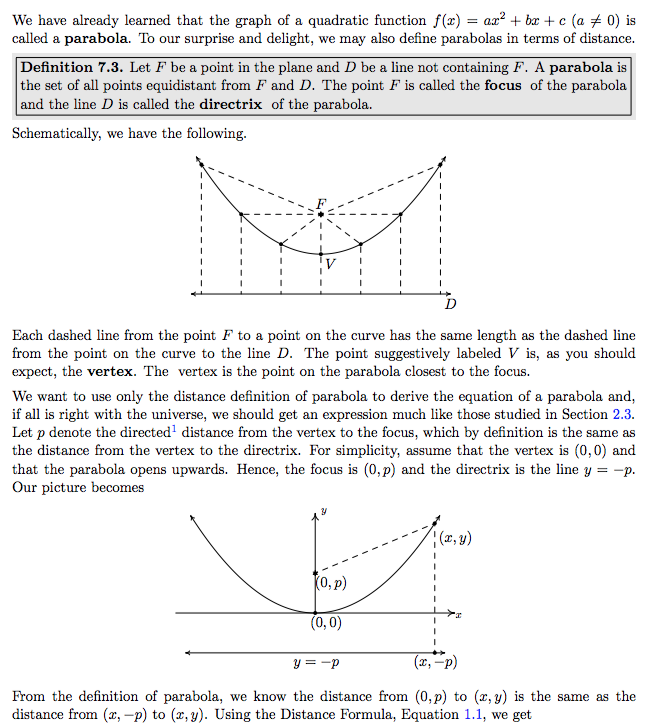 We have already learned that the graph of a quadratic function f(x) = ax² + bx + c (a ≠ 0) is
called a parabola. To our surprise and delight, we may also define parabolas in terms of distance.
Definition 7.3. Let F be a point in the plane and D be a line not containing F. A parabola is
the set of all points equidistant from F and D. The point F is called the focus of the parabola
and the line D is called the directrix of the parabola.
Schematically, we have the following.
F
V
D
Each dashed line from the point F to a point on the curve has the same length as the dashed line
from the point on the curve to the line D. The point suggestively labeled V is, as you should
expect, the vertex. The vertex is the point on the parabola closest to the focus.
We want to use only the distance definition of parabola to derive the equation of a parabola and,
if all is right with the universe, we should get an expression much like those studied in Section 2.3.
Let p denote the directed¹ distance from the vertex to the focus, which by definition is the same as
the distance from the vertex to the directrix. For simplicity, assume that the vertex is (0, 0) and
that the parabola opens upwards. Hence, the focus is (0, p) and the directrix is the line y = −p.
Our picture becomes
y
(x, y)
(0, p)
x
(0, 0)
y = −p
(x, −p)
From the definition of parabola, we know the distance from (0, p) to (x, y) is the same as the
distance from (x, −p) to (x, y). Using the Distance Formula, Equation 1.1, we get